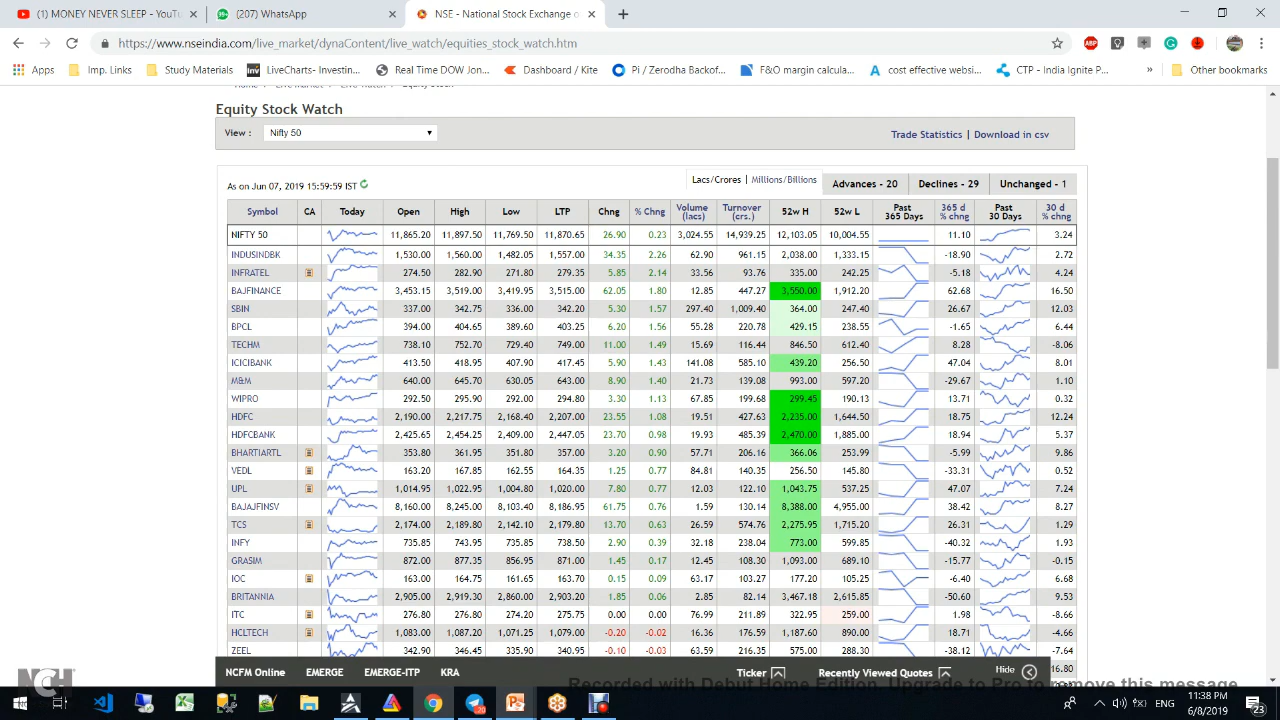 (1) MONEY NEVER SLEEP - YouTu
(207) WhatsApp
NSE - National Stock Exchange o
https://www.nseindia.com/live_market/dynaContent/live_watch/equities_stock_watch.htm
Apps Imp. Links Study Materials LiveCharts- Investin... Real Time DOW Jon... Dashboard / Kite Pi / Zerodha Backof... F&O margin calcula... cost effective websi... CTP - India Ignite P... » Other bookmarks
Equity Stock Watch
View : Nifty 50
Trade Statistics | Download in csv
As on Jun 07, 2019 15:59:59 IST
Lacs/Crores | Millions/Billions Advances - 20 Declines - 29 Unchanged - 1
Symbol CA Today Open High Low LTP Chng % Chng Volume (lacs) Turnover (crs.) 52w H 52w L Past 365 Days 365 d % chng Past 30 Days 30 d % chng
NIFTY 50 11,865.20 11,897.50 11,769.50 11,870.65 26.90 0.23 3,024.55 14,939.25 12,103.05 10,004.55 11.10 3.24
INDUSINDBK 1,530.00 1,560.00 1,482.05 1,557.00 34.35 2.26 62.90 961.15 2,038.00 1,333.15 -18.90 2.72
INFRATEL 274.50 282.90 271.80 279.35 5.85 2.14 33.56 93.76 335.00 242.25 -5.18 4.24
BAJFINANCE 3,453.15 3,519.00 3,419.95 3,515.00 62.05 1.80 12.85 447.27 3,550.00 1,912.20 62.68 16.50
SBIN 337.00 342.75 336.00 342.20 5.30 1.57 297.40 1,009.40 364.00 247.40 26.67 12.03
BPCL 394.00 404.65 389.60 403.25 6.20 1.56 55.28 220.78 429.15 238.55 -1.65 6.44
TECHM 738.10 752.70 729.40 749.00 11.00 1.49 15.69 116.44 846.50 612.40 8.28 -8.06
ICICIBANK 413.50 418.95 407.90 417.45 5.90 1.43 141.08 585.10 439.20 256.50 47.04 8.01
M&M 640.00 645.70 630.05 643.00 8.90 1.40 21.73 139.08 993.00 597.20 -29.67 1.10
WIPRO 292.50 295.90 292.00 294.80 3.30 1.13 67.85 199.68 299.45 190.13 13.71 0.32
HDFC 2,190.00 2,217.75 2,168.40 2,207.00 23.55 1.08 19.51 427.63 2,235.00 1,644.50 18.75 12.24
HDFCBANK 2,425.65 2,454.25 2,409.00 2,447.05 23.70 0.98 19.93 485.39 2,470.00 1,885.00 18.94 5.37
BHARTIARTL 353.80 361.95 351.80 357.00 3.20 0.90 57.71 206.16 366.06 253.99 -5.99 9.86
VEDL 163.20 167.85 162.55 164.35 1.25 0.77 84.81 140.35 256.50 145.80 -33.31 0.52
UPL 1,014.95 1,022.95 1,004.80 1,020.00 7.80 0.77 12.03 122.10 1,043.75 537.25 47.07 7.24
BAJAJFINSV 8,160.00 8,245.00 8,103.40 8,186.95 61.75 0.76 1.59 130.14 8,388.00 4,955.00 38.42 8.27
TCS 2,174.00 2,189.80 2,142.10 2,179.80 13.70 0.63 26.59 574.76 2,275.95 1,715.20 26.31 1.29
INFY 735.85 743.95 735.85 738.50 2.90 0.39 32.18 238.04 773.00 599.85 -40.32 1.93
GRASIM 872.00 877.35 856.95 871.85 1.45 0.17 12.45 108.30 1,093.00 689.10 -15.77 -0.15
IOC 163.00 164.75 161.65 163.70 0.15 0.09 63.17 103.27 177.20 105.25 -6.40 6.68
BRITANNIA 2,905.00 2,919.30 2,860.00 2,903.20 1.85 0.06 2.85 82.14 3,467.18 2,615.85 -50.60 9.53
ITC 276.80 276.80 274.20 275.75 0.00 0.00 76.99 211.89 259.00 1.98 -8.66
HCLTECH 1,083.00 1,087.20 1,071.25 1,079.00 -0.20 -0.02 16.36 176.59 890.00 18.71 -4.66
ZEEL 342.90 346.45 335.90 340.95 -0.10 -0.03 63.59 216.35 575.00 288.30 -38.12 -7.64
16.80
NCFM Online EMERGE EMERGE-ITP KRA Ticker Recently Viewed Quotes Hide
NCH
Recorded with Debut Home Edition. Upgrade to Pro to remove this message
20
ENG
11:38 PM
6/8/2019
23